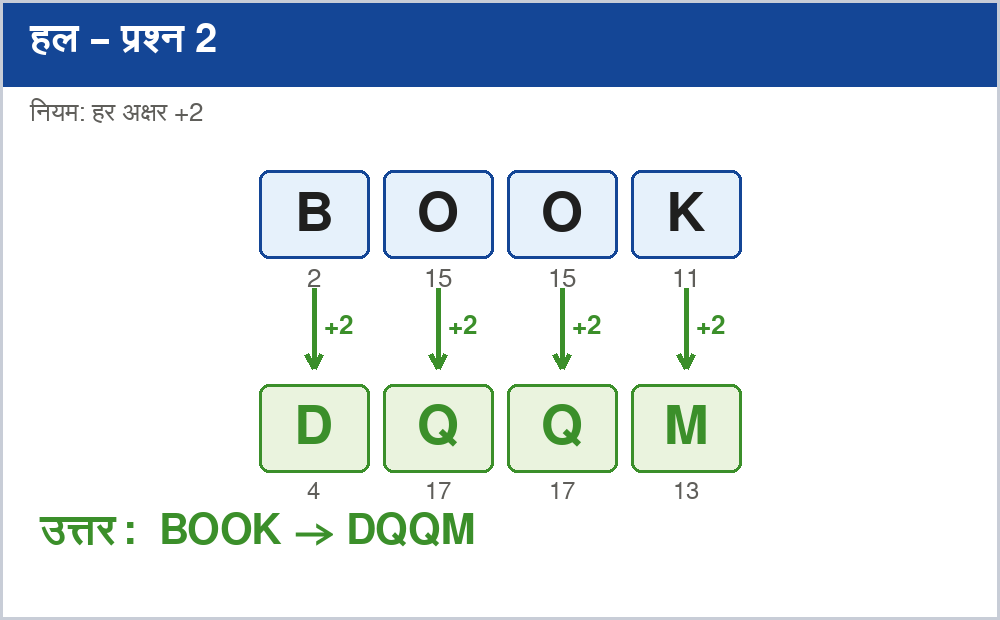 हल – प्रश्न 2
नियम: हर अक्षर +2
B O O K
2 15 15 11
+2 +2 +2 +2
D Q Q M
4 17 17 13
उत्तर : BOOK → DQQM